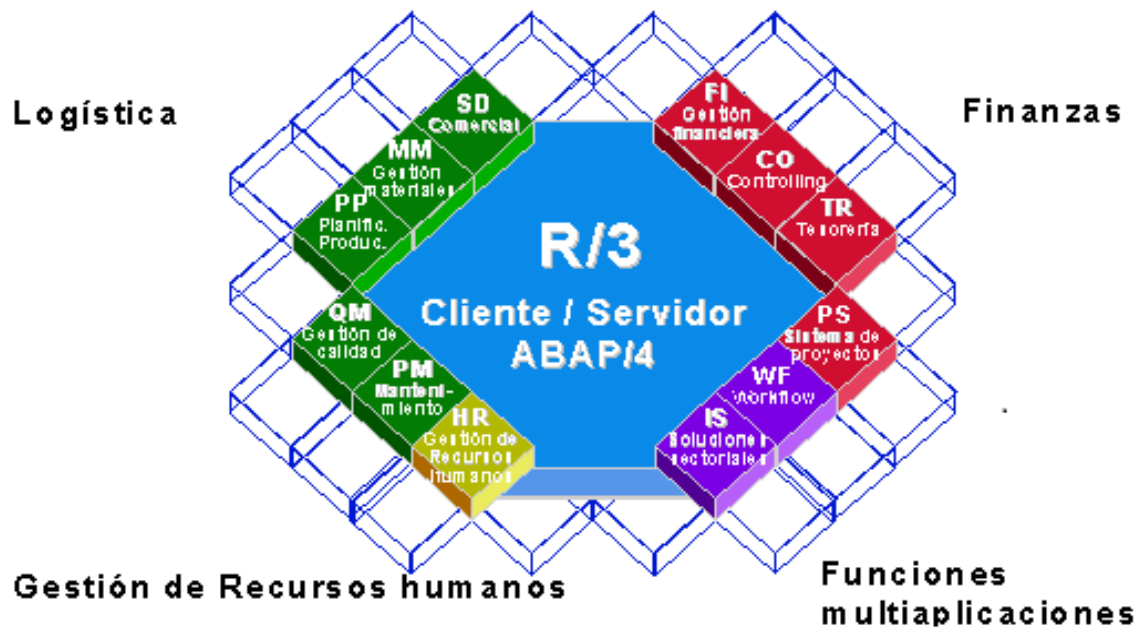 Logística
Finanzas
SD
Comercial
MM
Gestión
materiales
PP
Planific.
Produc.
FI
Gestión
financiera
CO
Controlling
TR
Tesorería
R/3
Cliente / Servidor
ABAP/4
QM
Gestión de
calidad
PM
Manteni-
miento
HR
Gestión de
Recursos
Humanos
PS
Sistema de
proyectos
WF
Workflow
IS
Soluciones
sectoriales
Gestión de Recursos humanos
Funciones
multiaplicaciones